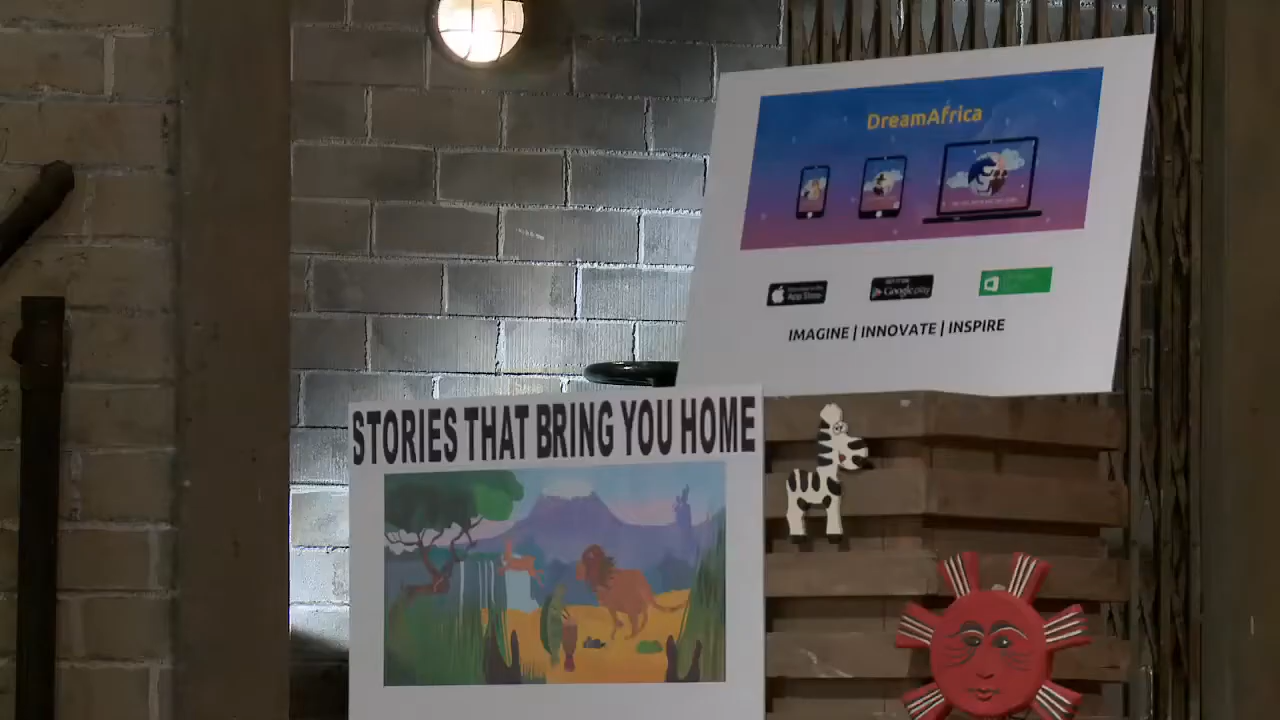 DreamAfrica
App Store
Google play
IMAGINE | INNOVATE | INSPIRE
STORIES THAT BRING YOU HOME